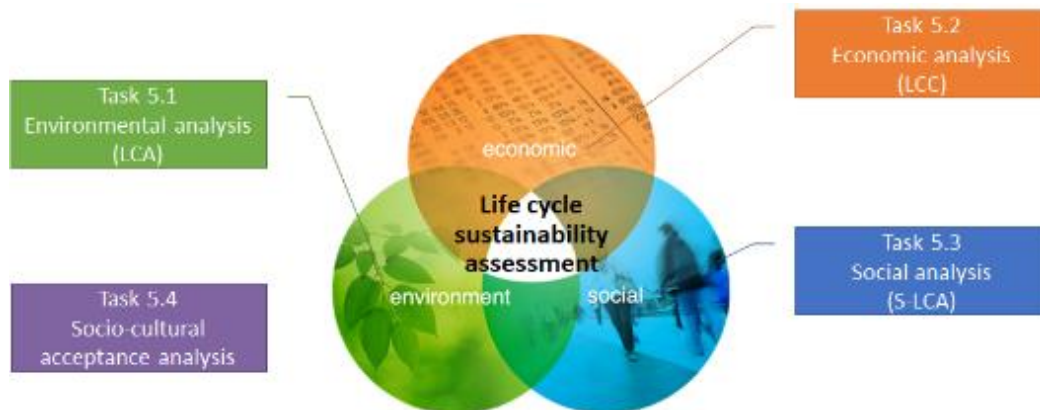 Task 5.2
Economic analysis
(LCC)
Task 5.1
Environmental analysis
(LCA)
economic
Life cycle
sustainability
assessment
Task 5.3
Social analysis
(S-LCA)
environment
social
Task 5.4
Socio-cultural
acceptance analysis